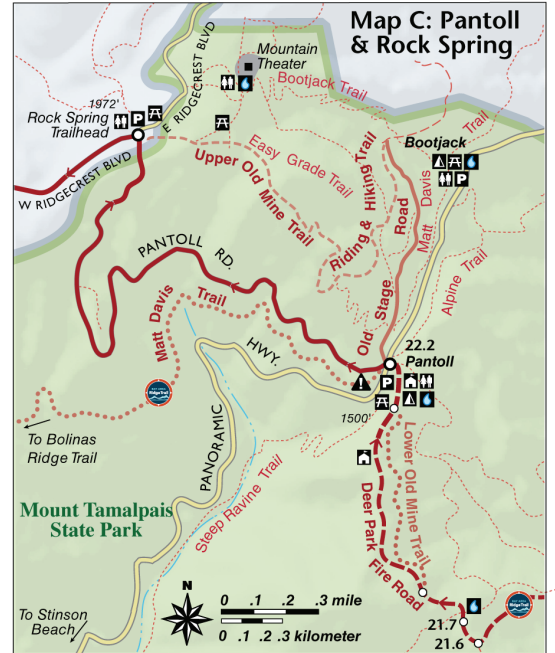 Map C: Pantoll
& Rock Spring
E RIDGECREST BLVD
Mountain
Theater
Bootjack Trail
1972'
Rock Spring
Trailhead
P
W RIDGECREST BLVD
Easy Grade Trail
Upper Old Mine Trail
Riding & Hiking Trail
Bootjack
P
Trail
Davis
Matt
Old Stage
Road
Alpine Trail
PANTOLL RD.
Matt Davis
Trail
HWY.
PANORAMIC
22.2
Pantoll
!
P
1500'
To Bolinas
Ridge Trail
Ridge Trail
Mount Tamalpais
State Park
Steep Ravine Trail
Lower Old Mine Trail
Deer Park
Fire Road
N
0 .1 .2 .3 mile
0 .1 .2 .3 kilometer
To Stinson
Beach
21.7
21.6
Ridge Trail